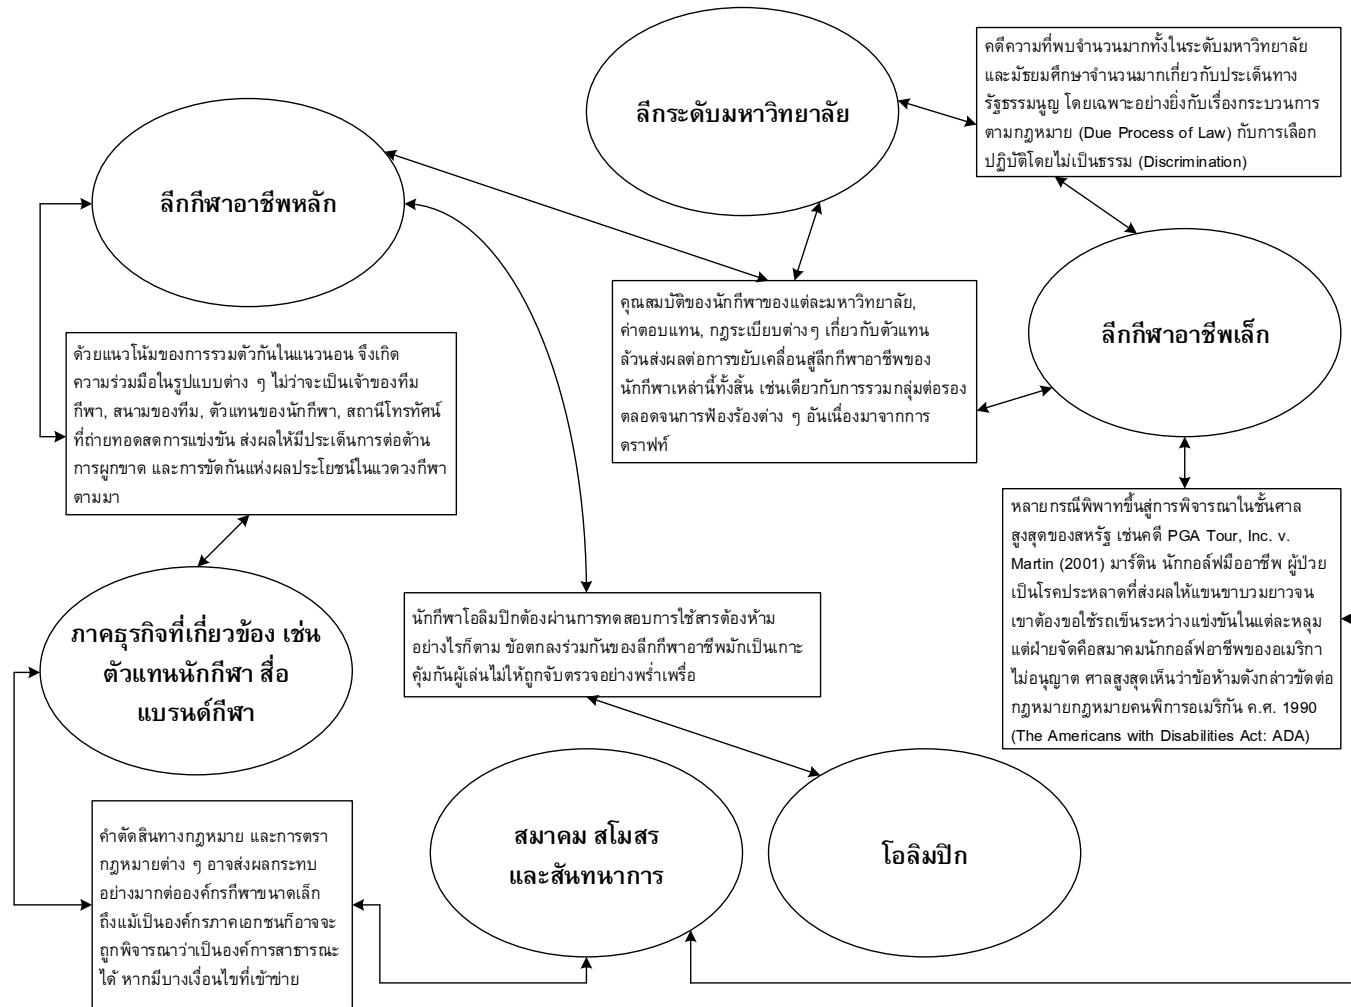 คดีความที่พบจำนวนมากทั้งในระดับมหาวิทยาลัย
และมัธยมศึกษาจำนวนมากเกี่ยวกับประเด็นทาง
รัฐธรรมนูญ โดยเฉพาะอย่างยิ่งกับเรื่องกระบวนการ
ตามกฎหมาย (Due Process of Law) กับการเลือก
ปฏิบัติโดยไม่เป็นธรรม (Discrimination)
ลีกระดับมหาวิทยาลัย
ลีกกีฬาอาชีพหลัก
ลีกกีฬาอาชีพเล็ก
คุณสมบัติของนักกีฬาของแต่ละมหาวิทยาลัย,
ค่าตอบแทน, กฎระเบียบต่างๆ เกี่ยวกับตัวแทน
ล้วนส่งผลต่อการขยับเคลื่อนสู่ลีกกีฬาอาชีพของ
นักกีฬาเหล่านี้ทั้งสิ้น เช่นเดียวกับการรวมกลุ่มต่อรอง
ตลอดจนการฟ้องร้องต่าง ๆ อันเนื่องมาจากการ
ดราฟท์
ด้วยแนวโน้มของการรวมตัวกันในแนวนอน จึงเกิด
ความร่วมมือในรูปแบบต่าง ๆ ไม่ว่าจะเป็นเจ้าของทีม
กีฬา, สนามของทีม, ตัวแทนของนักกีฬา, สถานีโทรทัศน์
ที่ถ่ายทอดสดการแข่งขัน ส่งผลให้มีประเด็นการต่อต้าน
การผูกขาด และการขัดกันแห่งผลประโยชน์ในแวดวงกีฬา
ตามมา
หลายกรณีพิพาทขึ้นสู่การพิจารณาในชั้นศาล
สูงสุดของสหรัฐ เช่นคดี PGA Tour, Inc. v.
Martin (2001) มาร์ติน นักกอล์ฟมืออาชีพ ผู้ป่วย
เป็นโรคประหลาดที่ส่งผลให้แขนขาบวมยาวจน
เขาต้องขอใช้รถเข็นระหว่างแข่งขันในแต่ละหลุม
แต่ฝ่ายจัดคือสมาคมนักกอล์ฟอาชีพของอเมริกา
ไม่อนุญาต ศาลสูงสุดเห็นว่าข้อห้ามดังกล่าวขัดต่อ
กฎหมายกฎหมายคนพิการอเมริกัน ค.ศ. 1990
(The Americans with Disabilities Act: ADA)
ภาคธุรกิจที่เกี่ยวข้อง เช่น
ตัวแทนนักกีฬา สื่อ
แบรนด์กีฬา
นักกีฬาโอลิมปิกต้องผ่านการทดสอบการใช้สารต้องห้าม
อย่างไรก็ตาม ข้อตกลงร่วมกันของลีกกีฬาอาชีพมักเป็นเกาะ
คุ้มกันผู้เล่นไม่ให้ถูกจับตรวจอย่างพร่ำเพรื่อ
สมาคม สโมสร
และสันทนาการ
โอลิมปิก
คำตัดสินทางกฎหมาย และการตรา
กฎหมายต่าง ๆ อาจส่งผลกระทบ
อย่างมากต่อองค์กรกีฬาขนาดเล็ก
ถึงแม้เป็นองค์กรภาคเอกชนก็อาจจะ
ถูกพิจารณาว่าเป็นองค์การสาธารณะ
ได้ หากมีบางเงื่อนไขที่เข้าข่าย